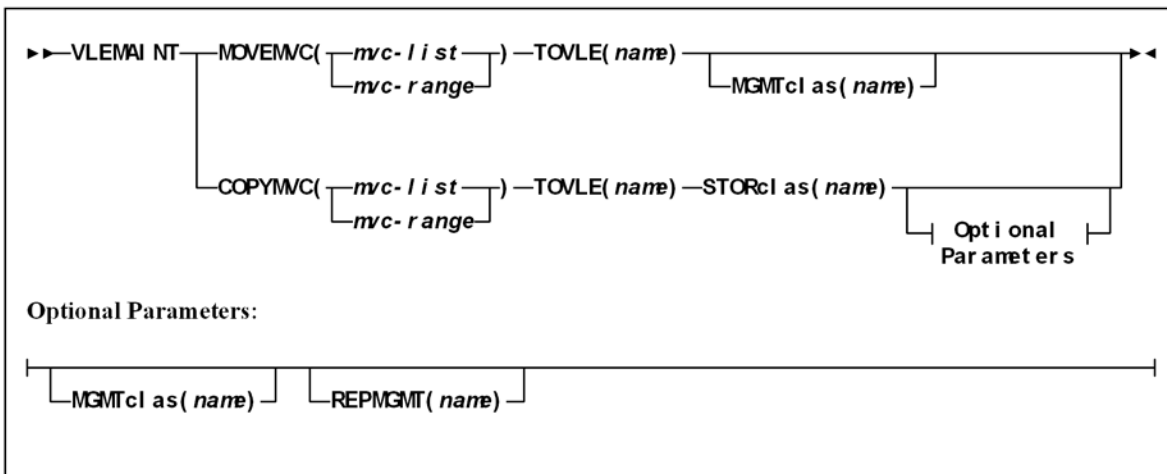 VLEMAINT MOVEMVC( mvc-list ) TOVLE(name)
mvc-range MGMTclas(name)
COPYMVC( mvc-list ) TOVLE(name) STORclas(name)
mvc-range Optional
Parameters
Optional Parameters:
MGMTclas(name) REPMGMT(name)